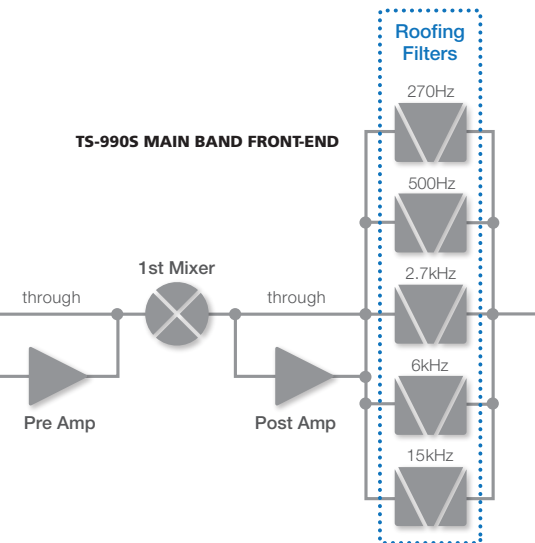 Roofing
Filters
270Hz
TS-990S MAIN BAND FRONT-END
500Hz
1st Mixer
2.7kHz
through
through
6kHz
Pre Amp
Post Amp
15kHz